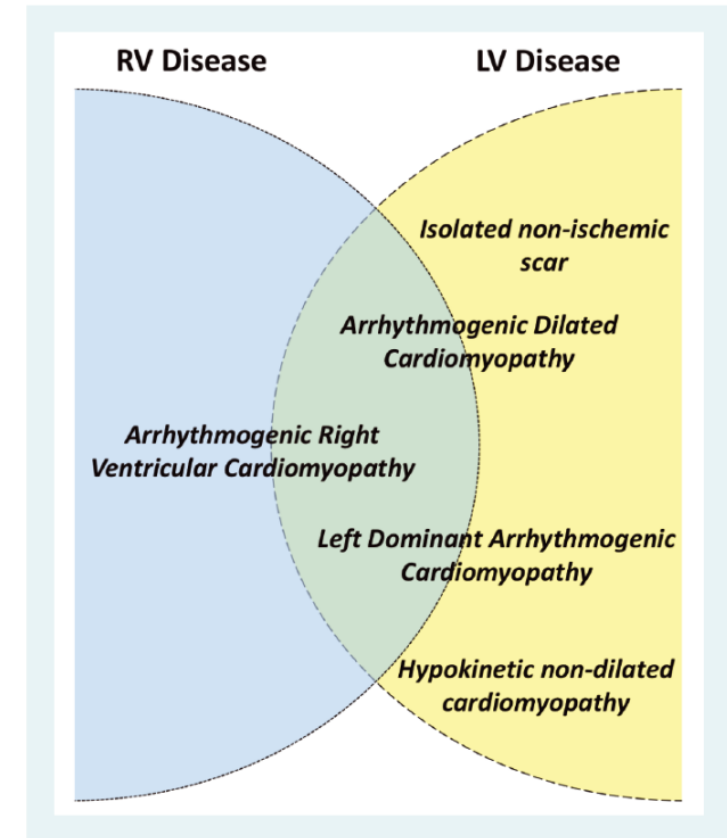 RV Disease
LV Disease
Isolated non-ischemic
scar
Arrhythmogenic Dilated
Cardiomyopathy
Arrhythmogenic Right
Ventricular Cardiomyopathy
Left Dominant Arrhythmogenic
Cardiomyopathy
Hypokinetic non-dilated
cardiomyopathy